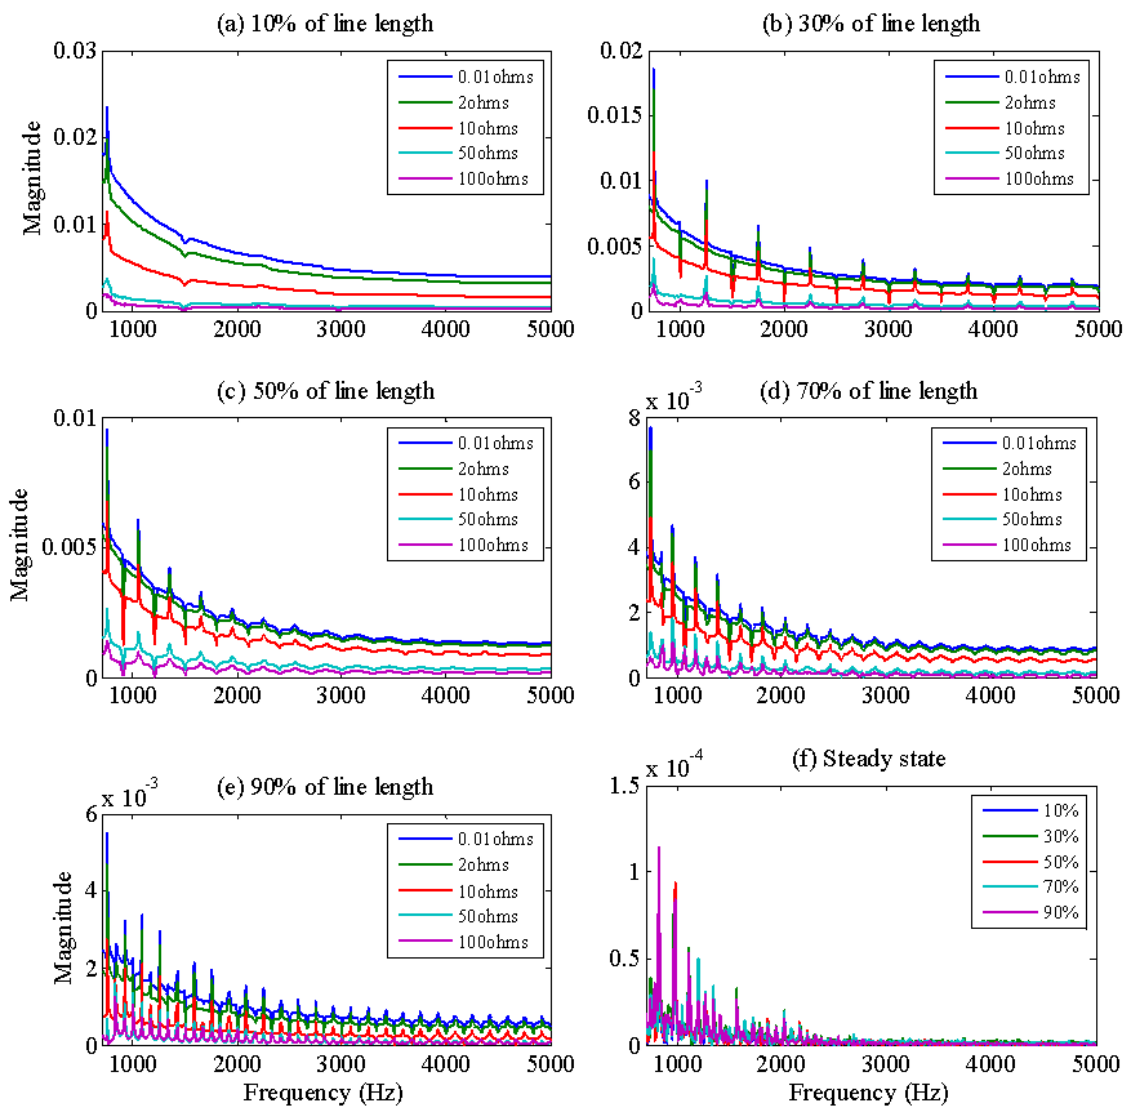 (a) 10% of line length
0.03
0.02
0.01
0
Magnitude
1000 2000 3000 4000 5000
0.01ohms
2ohms
10ohms
50ohms
100ohms
(b) 30% of line length
0.02
0.015
0.01
0.005
0
1000 2000 3000 4000 5000
0.01ohms
2ohms
10ohms
50ohms
100ohms
(c) 50% of line length
0.01
0.005
0
Magnitude
1000 2000 3000 4000 5000
0.01ohms
2ohms
10ohms
50ohms
100ohms
(d) 70% of line length
x 10-3
8
6
4
2
0
1000 2000 3000 4000 5000
0.01ohms
2ohms
10ohms
50ohms
100ohms
(e) 90% of line length
x 10-3
6
4
2
0
Magnitude
1000 2000 3000 4000 5000
Frequency (Hz)
0.01ohms
2ohms
10ohms
50ohms
100ohms
(f) Steady state
x 10-4
1.5
1
0.5
0
1000 2000 3000 4000 5000
Frequency (Hz)
10%
30%
50%
70%
90%